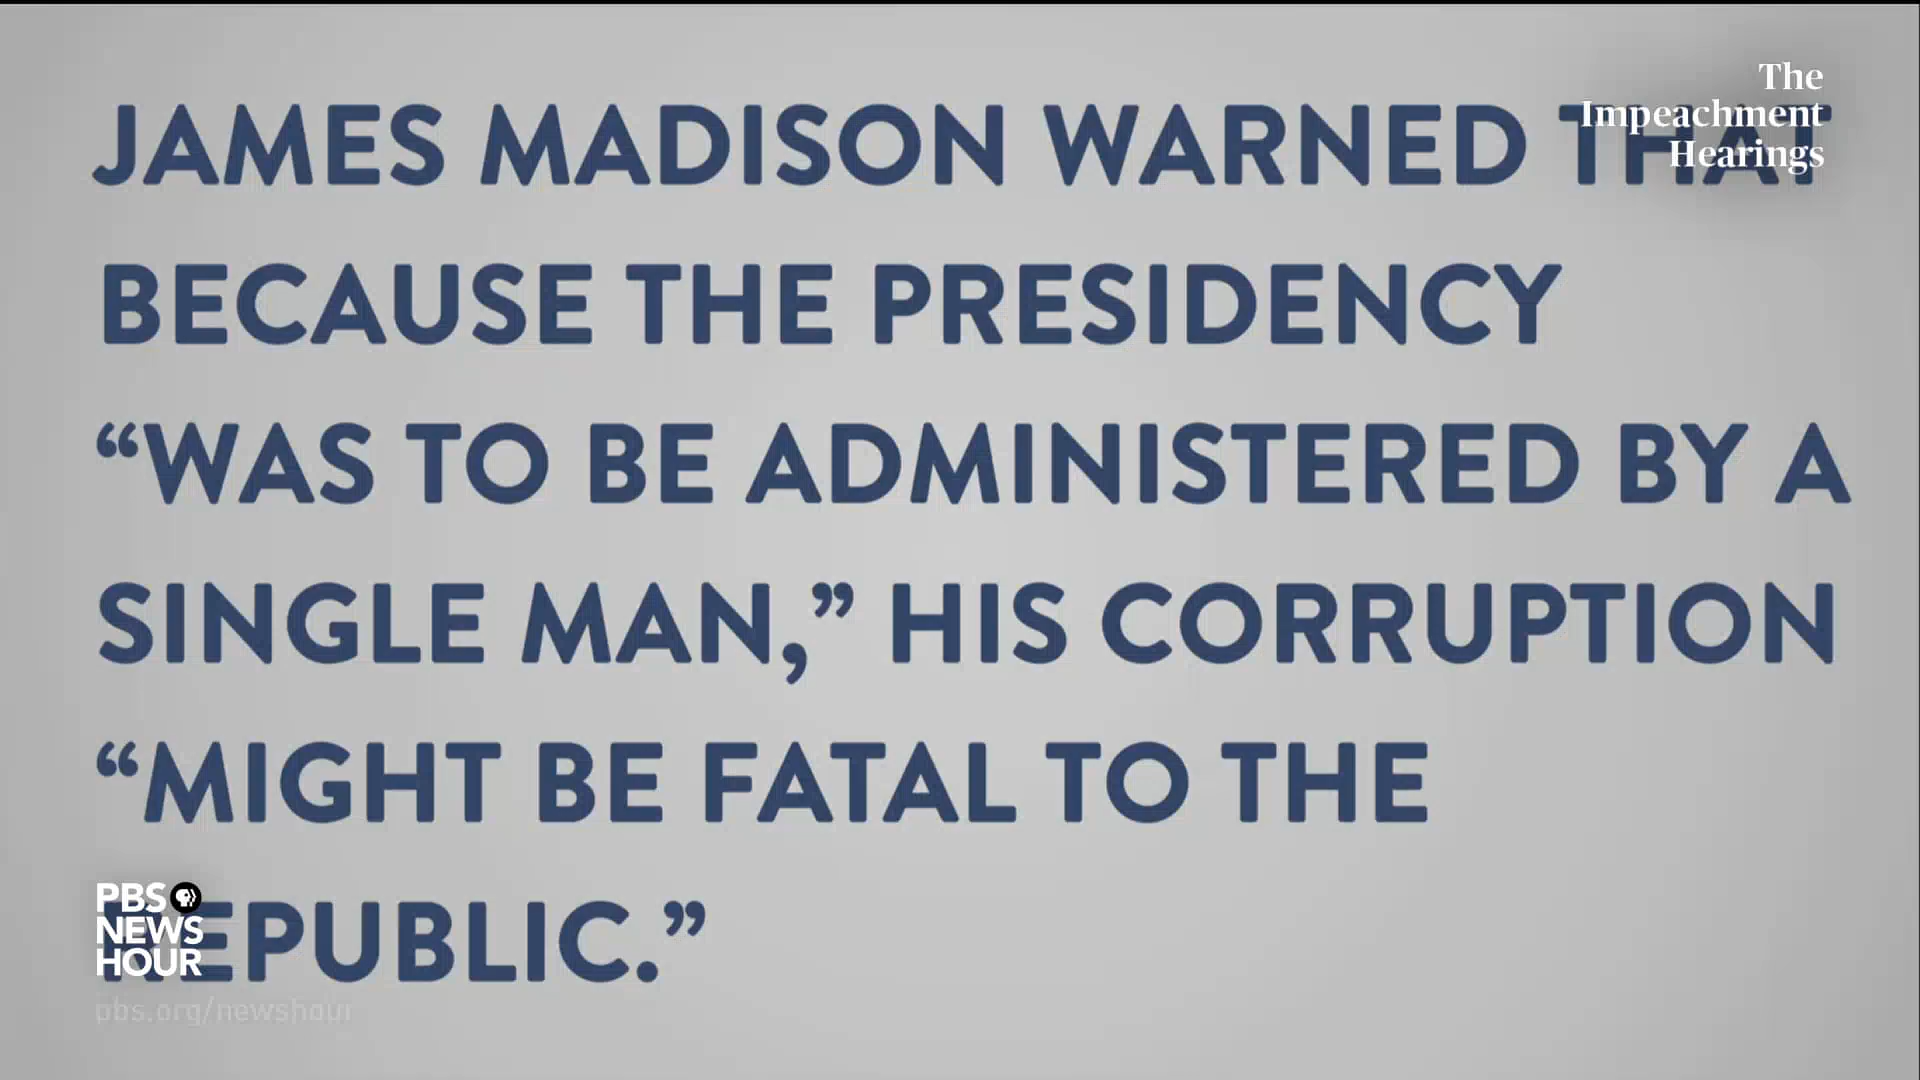 The
Impeachment
Hearings
JAMES MADISON WARNED THAT
BECAUSE THE PRESIDENCY
“WAS TO BE ADMINISTERED BY A
SINGLE MAN,” HIS CORRUPTION
“MIGHT BE FATAL TO THE
REPUBLIC.”
PBS
NEWS
HOUR
pbs.org/newshour